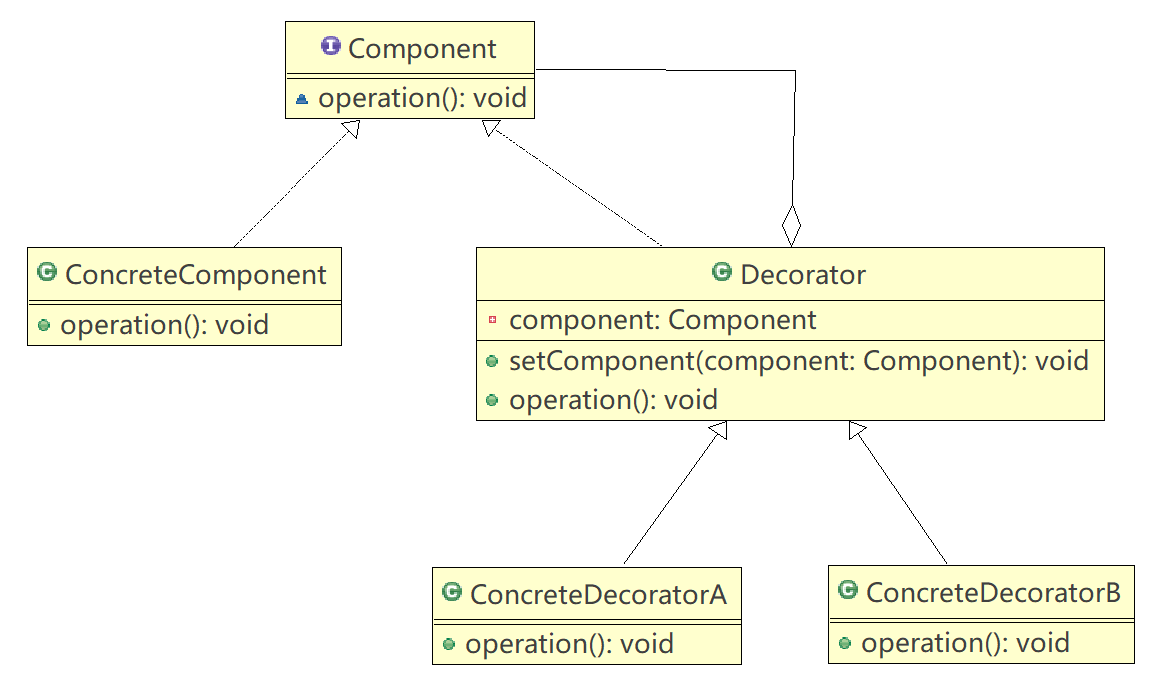 Component
operation(): void
ConcreteComponent
operation(): void
Decorator
component: Component
setComponent(component: Component): void
operation(): void
ConcreteDecoratorA
operation(): void
ConcreteDecoratorB
operation(): void